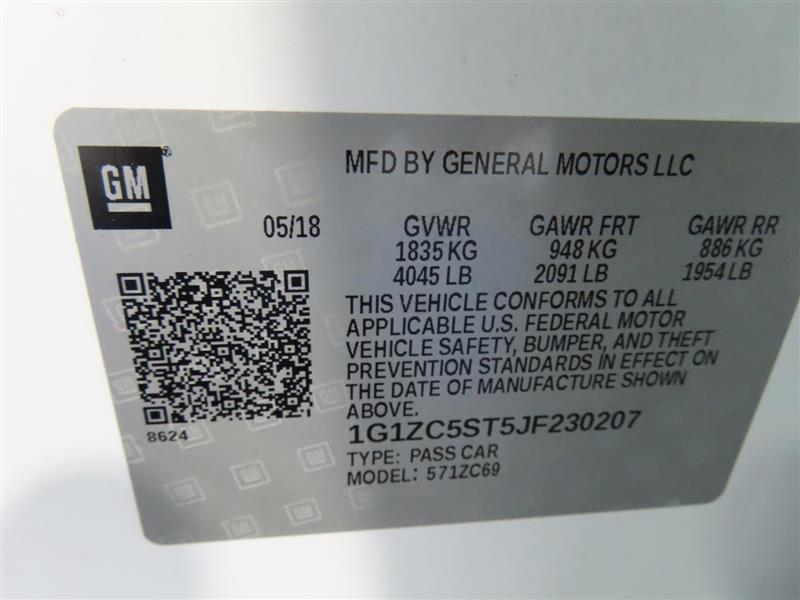 GM
MFD BY GENERAL MOTORS LLC
05/18 GVWR GAWR FRT GAWR RR
1835 KG 948 KG 886 KG
4045 LB 2091 LB 1954 LB
THIS VEHICLE CONFORMS TO ALL
APPLICABLE U.S. FEDERAL MOTOR
VEHICLE SAFETY, BUMPER, AND THEFT
PREVENTION STANDARDS IN EFFECT ON
THE DATE OF MANUFACTURE SHOWN
ABOVE.
8624
1G1ZC5ST5JF230207
TYPE: PASS CAR
MODEL: 571ZC69